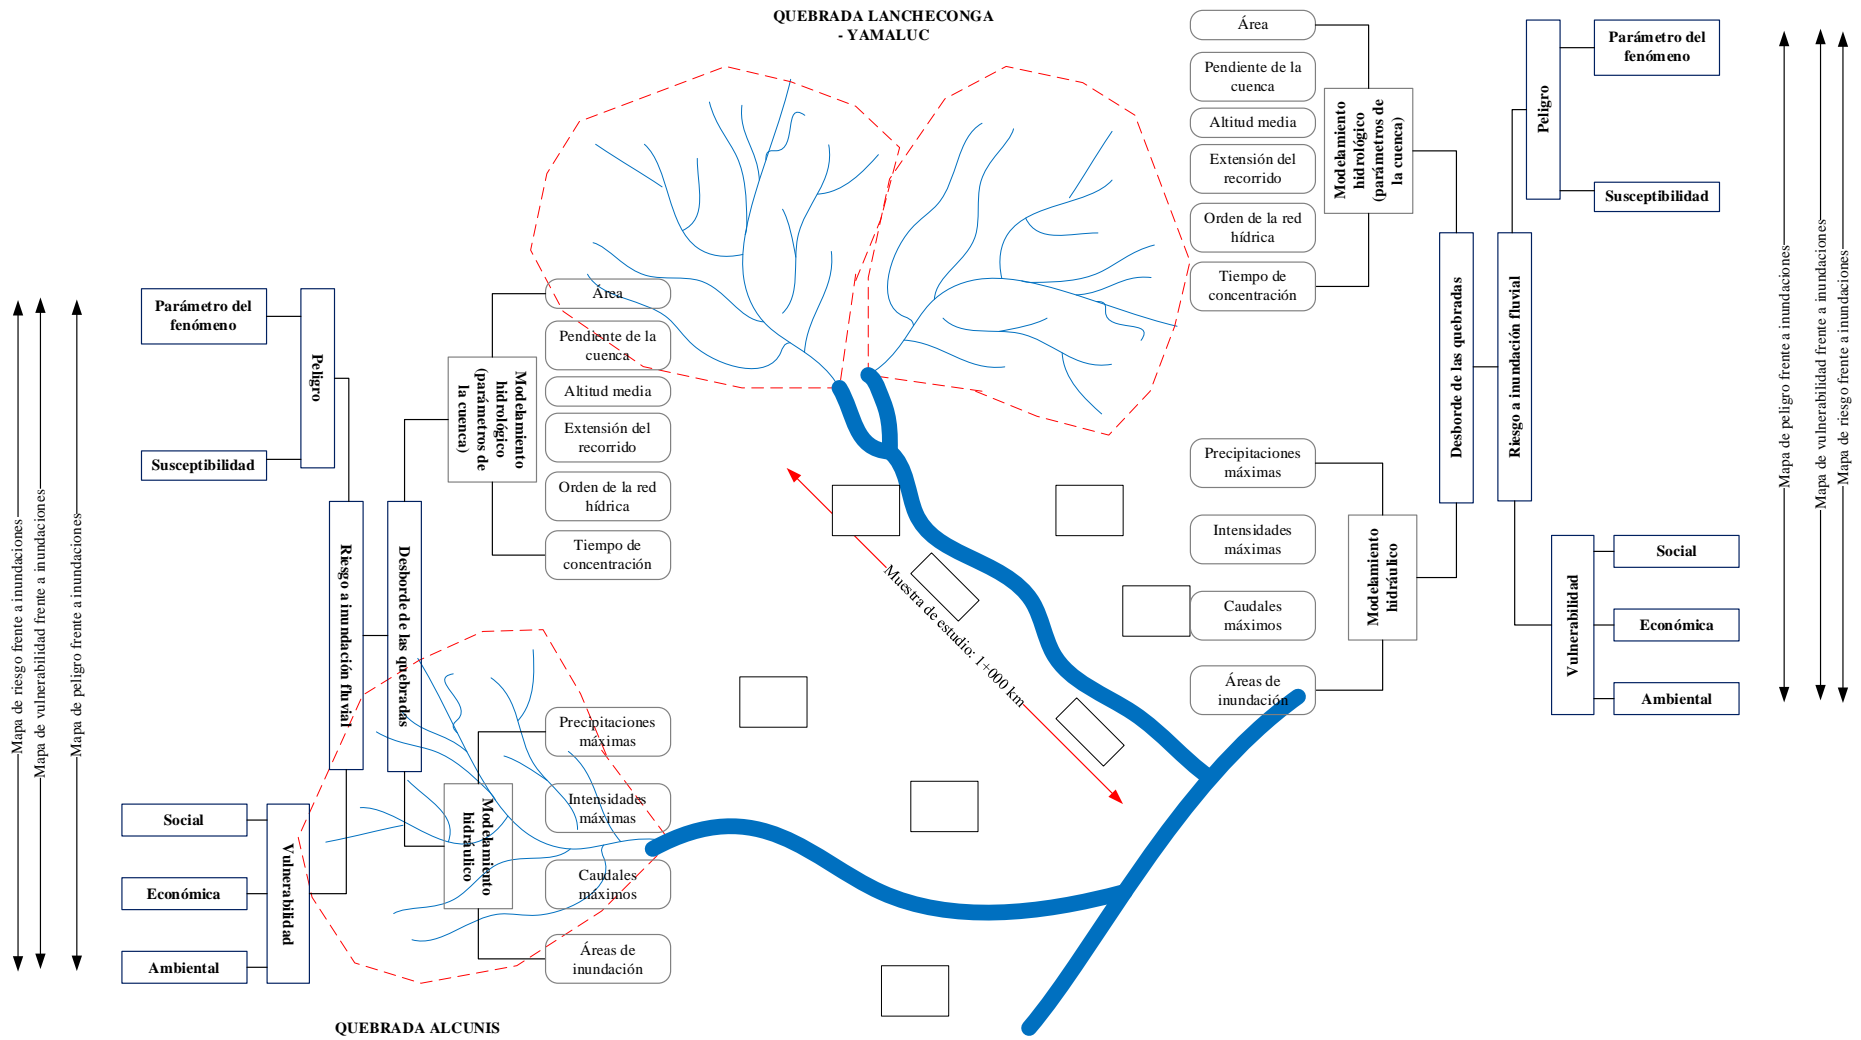 QUEBRADA LANCHECONGA
- YAMALUC
Área
Pendiente de la
cuenca
Altitud media
Extensión del
recorrido
Orden de la red
hídrica
Tiempo de
concentración
Modelamiento
hidrológico
(parámetros de
la cuenca)
Precipitaciones
máximas
Intensidades
máximas
Caudales
máximos
Áreas de
inundación
Modelamiento
hidráulico
Desborde de las quebradas
Riesgo a inundación fluvial
Peligro
Parámetro del
fenómeno
Susceptibilidad
Vulnerabilidad
Social
Económica
Ambiental
Mapa de peligro frente a inundaciones
Mapa de vulnerabilidad frente a inundaciones
Mapa de riesgo frente a inundaciones
Muestra de estudio: 1+000 km
Mapa de riesgo frente a inundaciones
Mapa de vulnerabilidad frente a inundaciones
Mapa de peligro frente a inundaciones
Parámetro del
fenómeno
Susceptibilidad
Peligro
Riesgo a inundación fluvial
Desborde de las quebradas
Social
Económica
Ambiental
Vulnerabilidad
Modelamiento
hidrológico
(parámetros de
la cuenca)
Área
Pendiente de la
cuenca
Altitud media
Extensión del
recorrido
Orden de la red
hídrica
Tiempo de
concentración
Modelamiento
hidráulico
Precipitaciones
máximas
Intensidades
máximas
Caudales
máximos
Áreas de
inundación
QUEBRADA ALCUNIS